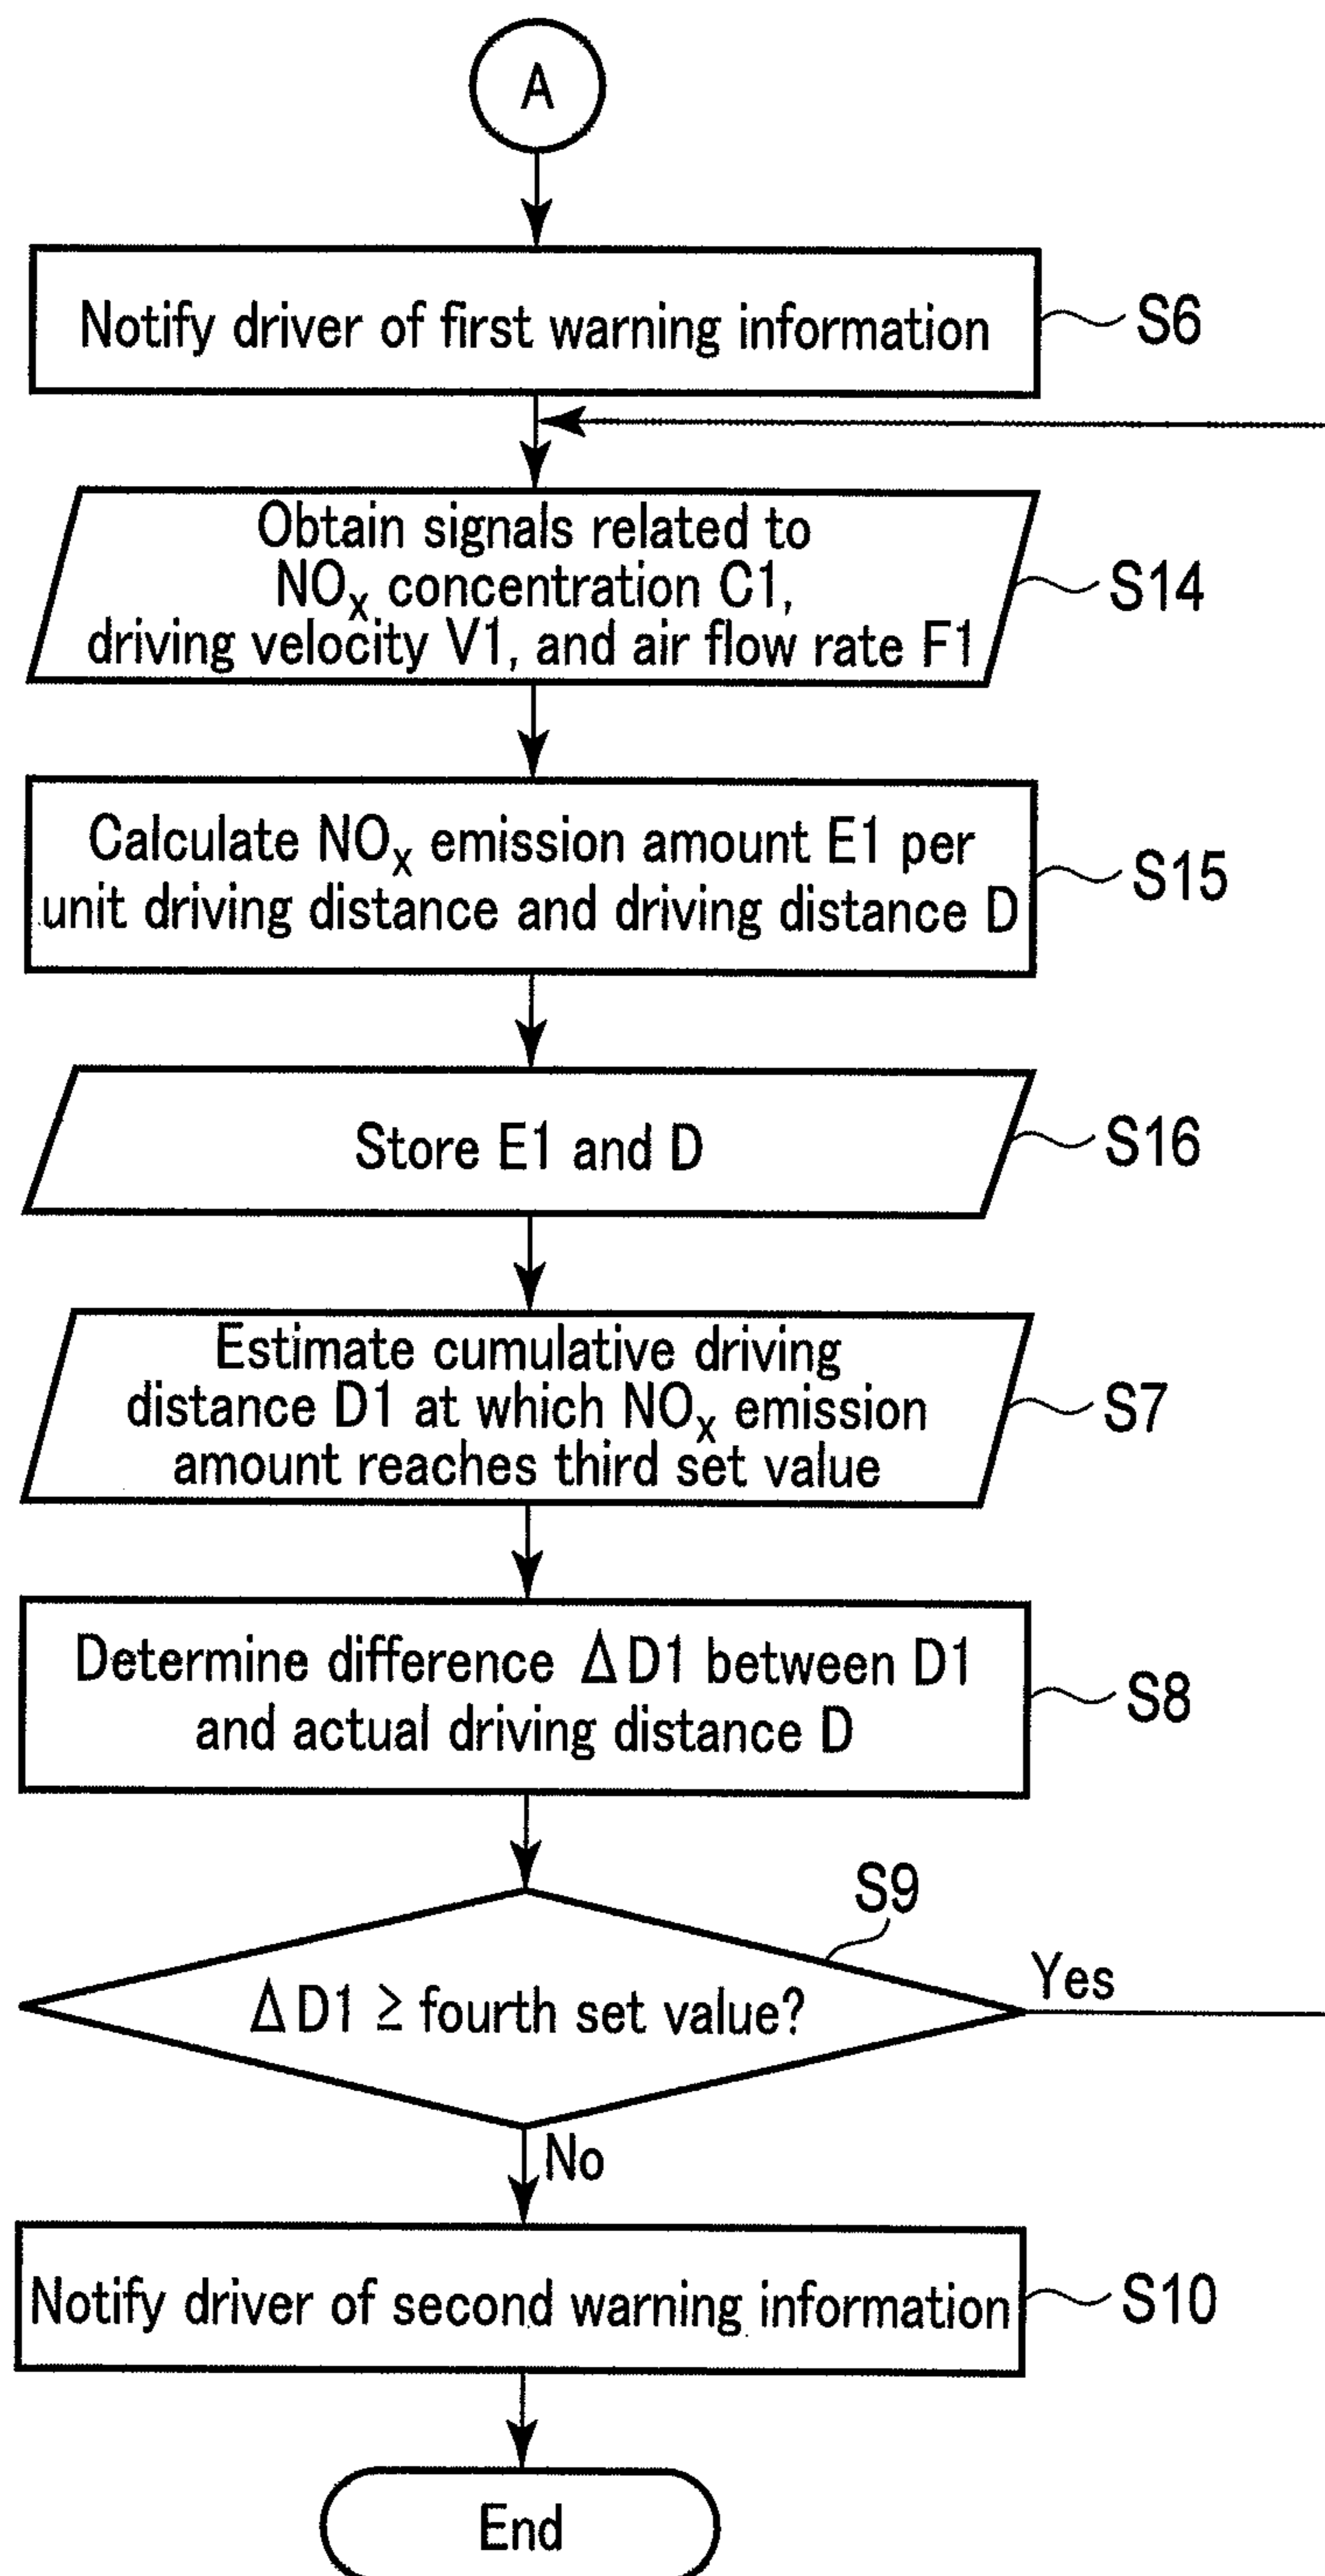 A
Notify driver of first warning information
S6
Obtain signals related to
NOx concentration C1,
driving velocity V1, and air flow rate F1
S14
Calculate NOx emission amount E1 per
unit driving distance and driving distance D
S15
Store E1 and D
S16
Estimate cumulative driving
distance D1 at which NOx emission
amount reaches third set value
S7
Determine difference ΔD1 between D1
and actual driving distance D
S8
S9
ΔD1 ≥ fourth set value?
Yes
No
Notify driver of second warning information
S10
End